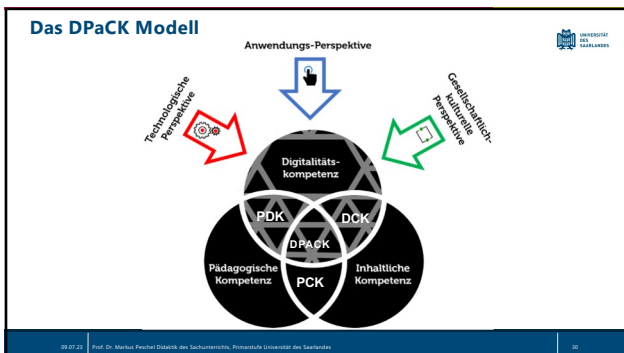 Das DPaCK Modell
UNIVERSITÄT
DES
SAARLANDES
Anwendungs-Perspektive
Technologische
Perspektive
Gesellschaftlich-
kulturelle
Perspektive
Digitalitäts-
kompetenz
PDK
DCK
DPACK
Pädagogische
Kompetenz
PCK
Inhaltliche
Kompetenz
09.07.23
Prof. Dr. Markus Peschel Didaktik des Sachunterrichts, Primarstufe Universität des Saarlandes
30